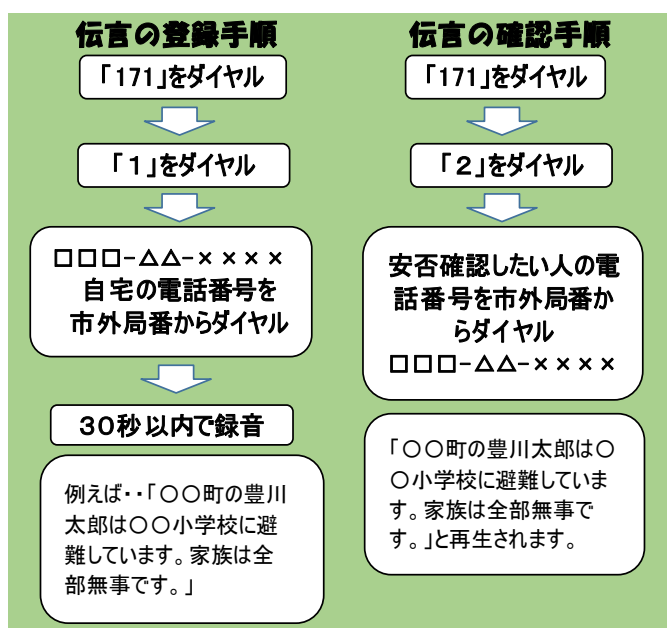 伝言の登録手順
「171」をダイヤル
「1」をダイヤル
□□□-△△-××××
自宅の電話番号を
市外局番からダイヤル
30秒以内で録音
例えば・・「〇〇町の豊川
太郎は〇〇小学校に避
難しています。家族は全
部無事です。」
伝言の確認手順
「171」をダイヤル
「2」をダイヤル
安否確認したい人の電
話番号を市外局番か
らダイヤル
□□□-△△-××××
「〇〇町の豊川太郎は〇
〇小学校に避難していま
す。家族は全部無事で
す。」と再生されます。